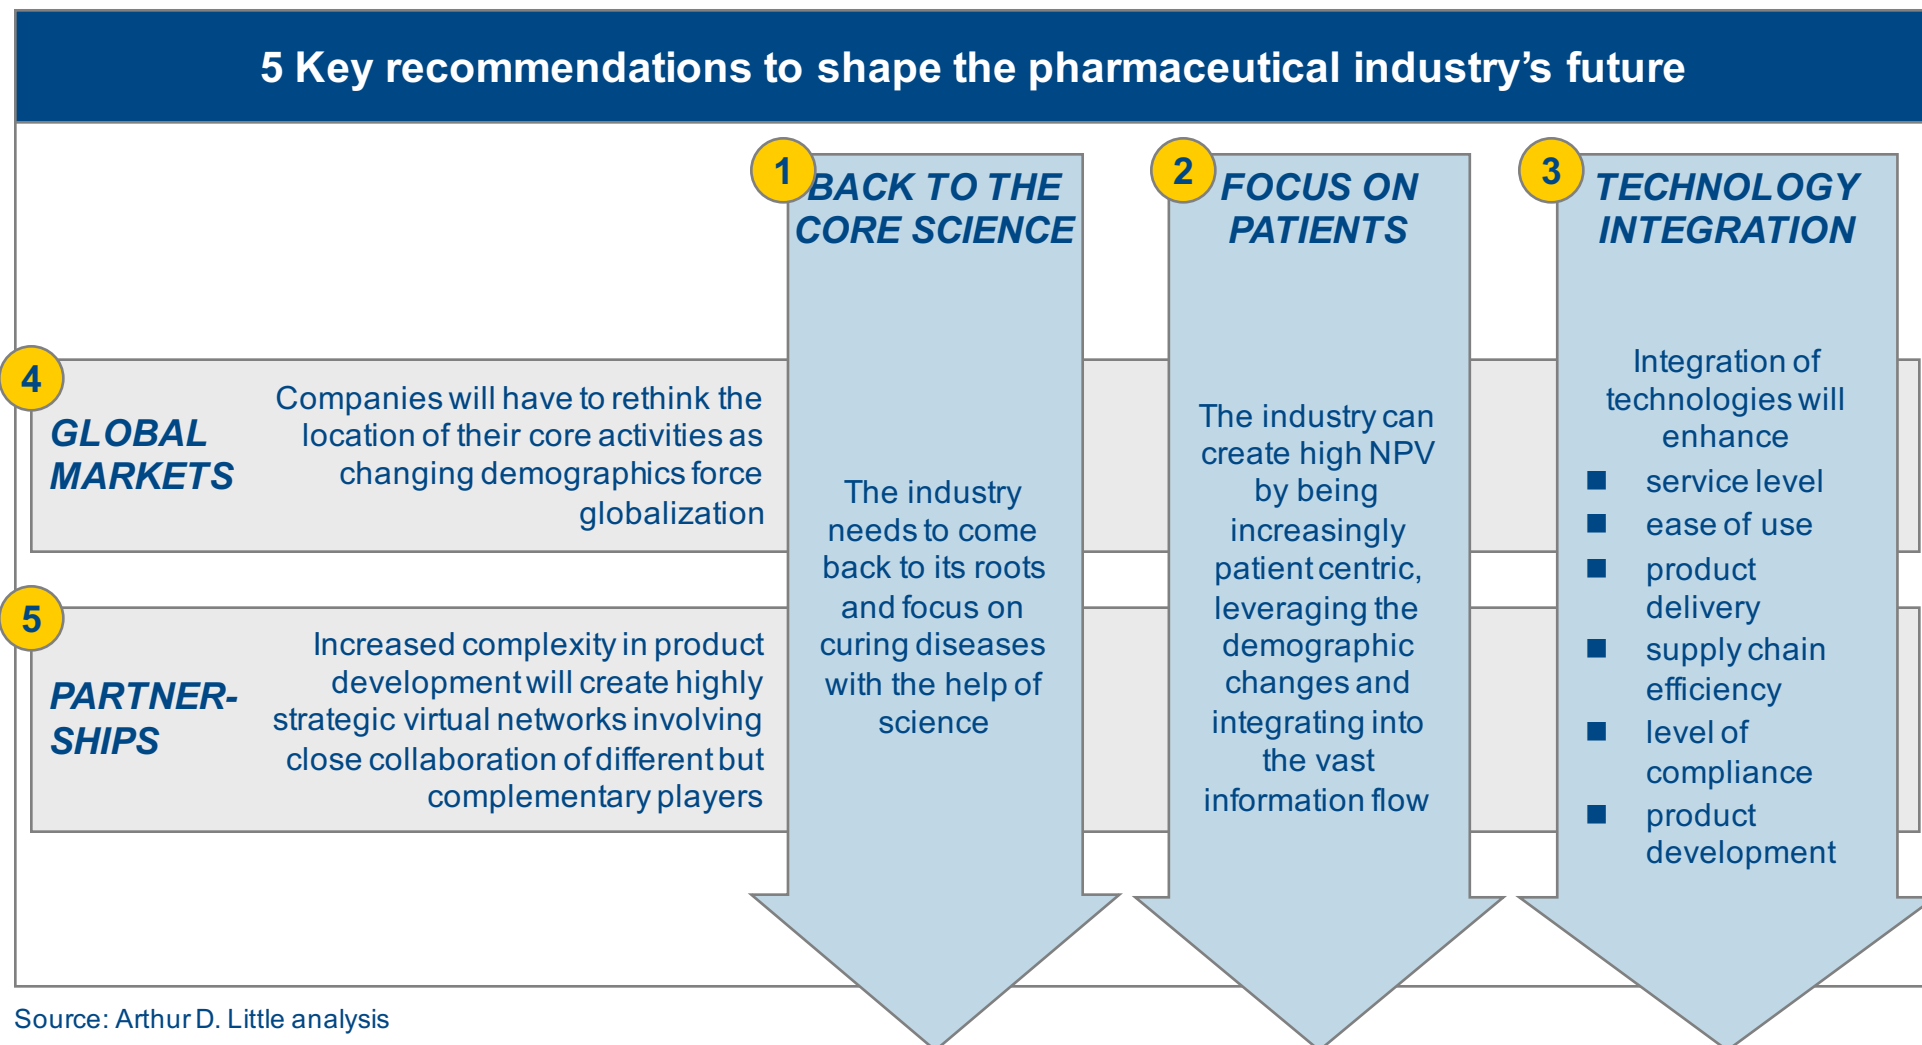 5 Key recommendations to shape the pharmaceutical industry’s future
1
BACK TO THE
CORE SCIENCE
The industry
needs to come
back to its roots
and focus on
curing diseases
with the help of
science
2
FOCUS ON
PATIENTS
The industry can
create high NPV
by being
increasingly
patient centric,
leveraging the
demographic
changes and
integrating into
the vast
information flow
3
TECHNOLOGY
INTEGRATION
Integration of
technologies will
enhance
■ service level
■ ease of use
■ product
delivery
■ supply chain
efficiency
■ level of
compliance
■ product
development
4
GLOBAL
MARKETS
Companies will have to rethink the
location of their core activities as
changing demographics force
globalization
5
PARTNER-
SHIPS
Increased complexity in product
development will create highly
strategic virtual networks involving
close collaboration of different but
complementary players
Source: Arthur D. Little analysis